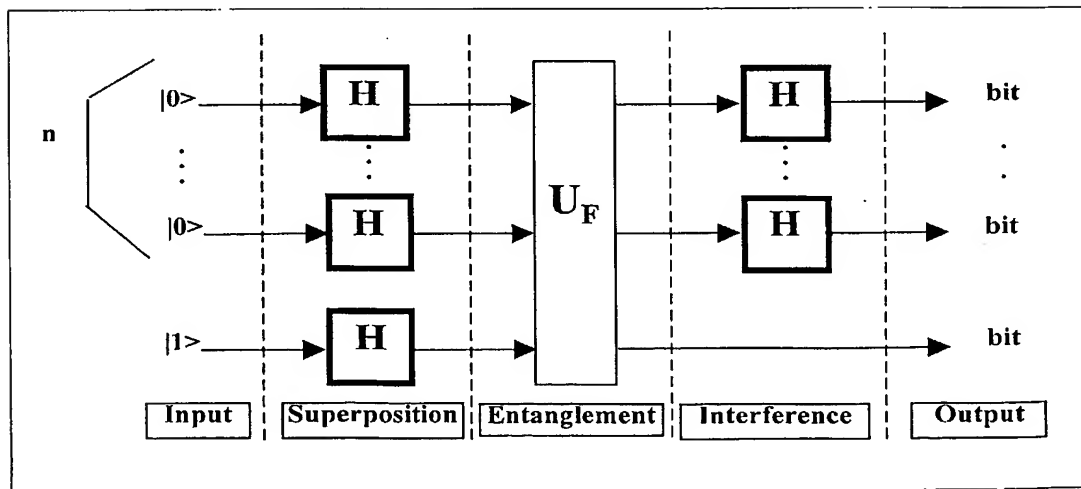 |0> H H bit
n
⋮ ⋮ ⋮ ⋮
U_F
|0> H H bit
|1> H bit
Input Superposition Entanglement Interference Output